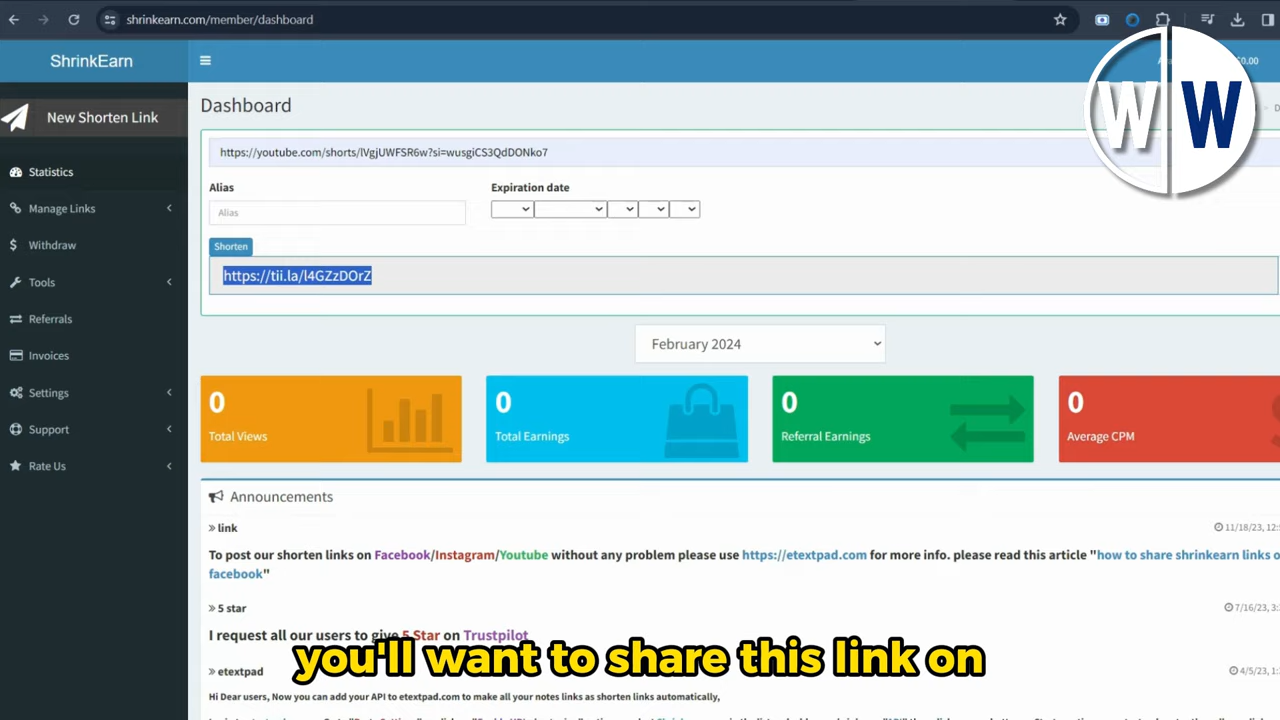 shrinkearn.com/member/dashboard
ShrinkEarn
WW
New Shorten Link
Dashboard
https://youtube.com/shorts/lVgjUWFSR6w?si=wusgiCS3QdDONko7
Statistics
Alias
Expiration date
Manage Links
Alias
Withdraw
Shorten
https://tii.la/l4GZzDOrZ
Tools
Referrals
February 2024
Invoices
Settings
0
0
0
0
Support
Total Views
Total Earnings
Referral Earnings
Average CPM
Rate Us
Announcements
» link
11/18/23, 12:
To post our shorten links on Facebook/Instagram/Youtube without any problem please use https://etextpad.com for more info. please read this article "how to share shrinkearn links o
facebook"
» 5 star
7/16/23, 3:
I request all our users to give 5 Star on Trustpilot
you'll want to share this link on
» etextpad
4/5/23, 1:
Hi Dear users, Now you can add your API to etextpad.com to make all your notes links as shorten links automatically,